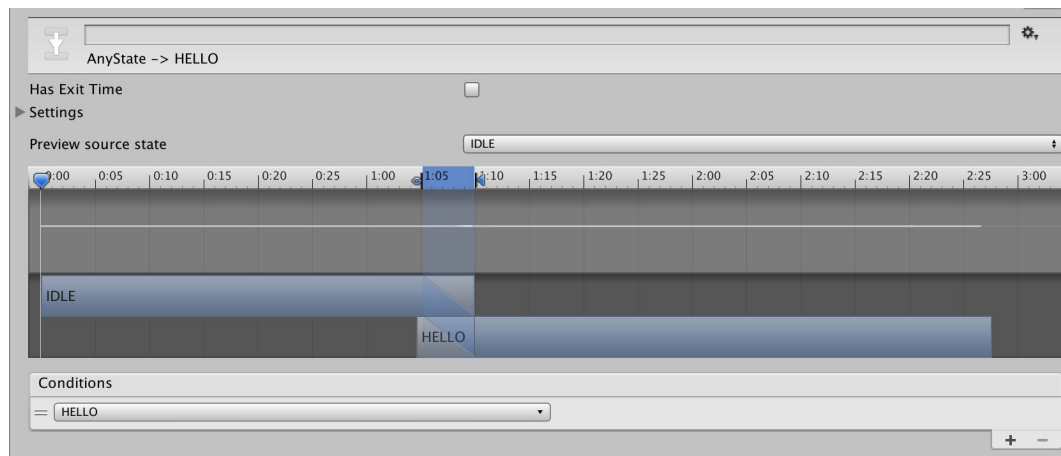 AnyState -> HELLO
Has Exit Time
Settings
Preview source state IDLE
0:00 0:05 0:10 0:15 0:20 0:25 1:00 1:05 1:10 1:15 1:20 1:25 2:00 2:05 2:10 2:15 2:20 2:25 3:00
IDLE
HELLO
Conditions
HELLO